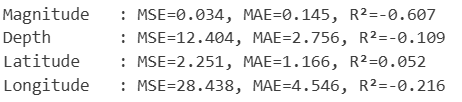 Magnitude   : MSE=0.034, MAE=0.145, R²=-0.607
Depth       : MSE=12.404, MAE=2.756, R²=-0.109
Latitude    : MSE=2.251, MAE=1.166, R²=0.052
Longitude   : MSE=28.438, MAE=4.546, R²=-0.216